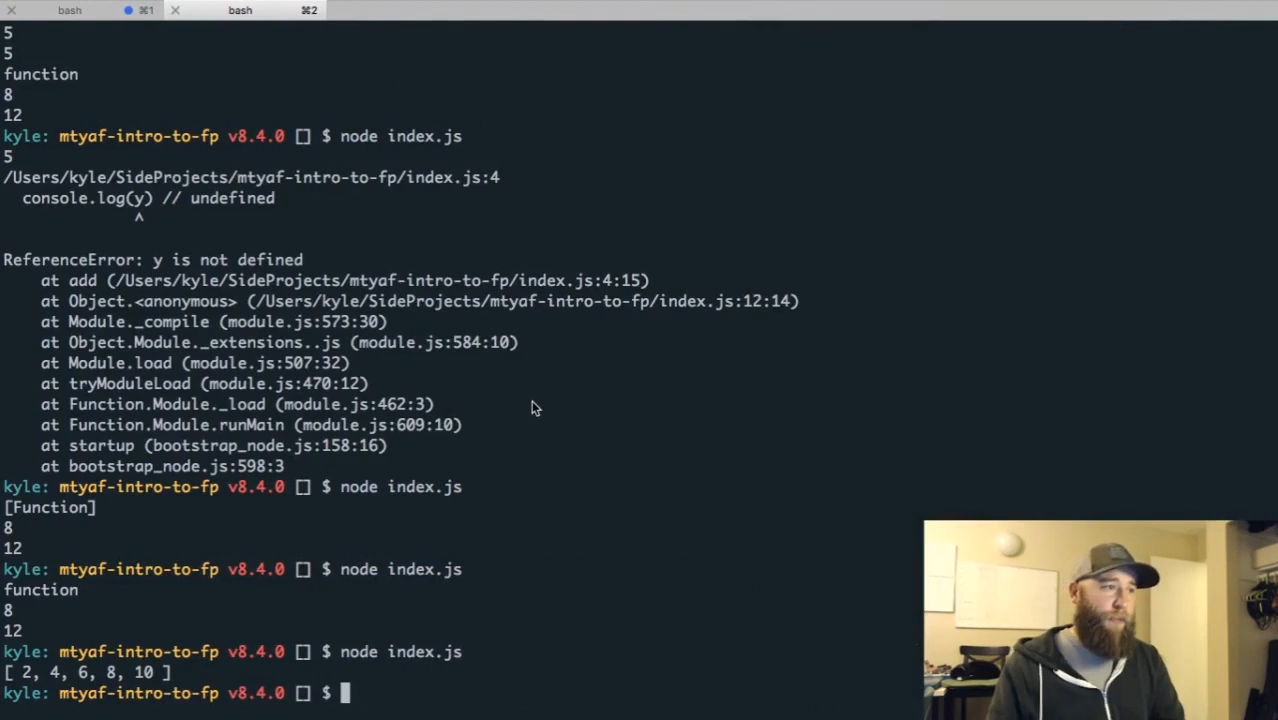 bash ⌘1 bash ⌘2
5
5
function
8
12
kyle: mtyaf-intro-to-fp v8.4.0 [] $ node index.js
5
/Users/kyle/SideProjects/mtyaf-intro-to-fp/index.js:4
console.log(y) // undefined
^
ReferenceError: y is not defined
at add (/Users/kyle/SideProjects/mtyaf-intro-to-fp/index.js:4:15)
at Object.<anonymous> (/Users/kyle/SideProjects/mtyaf-intro-to-fp/index.js:12:14)
at Module._compile (module.js:573:30)
at Object.Module._extensions..js (module.js:584:10)
at Module.load (module.js:507:32)
at tryModuleLoad (module.js:470:12)
at Function.Module._load (module.js:462:3)
at Function.Module.runMain (module.js:609:10)
at startup (bootstrap_node.js:158:16)
at bootstrap_node.js:598:3
kyle: mtyaf-intro-to-fp v8.4.0 [] $ node index.js
[Function]
8
12
kyle: mtyaf-intro-to-fp v8.4.0 [] $ node index.js
function
8
12
kyle: mtyaf-intro-to-fp v8.4.0 [] $ node index.js
[ 2, 4, 6, 8, 10 ]
kyle: mtyaf-intro-to-fp v8.4.0 [] $